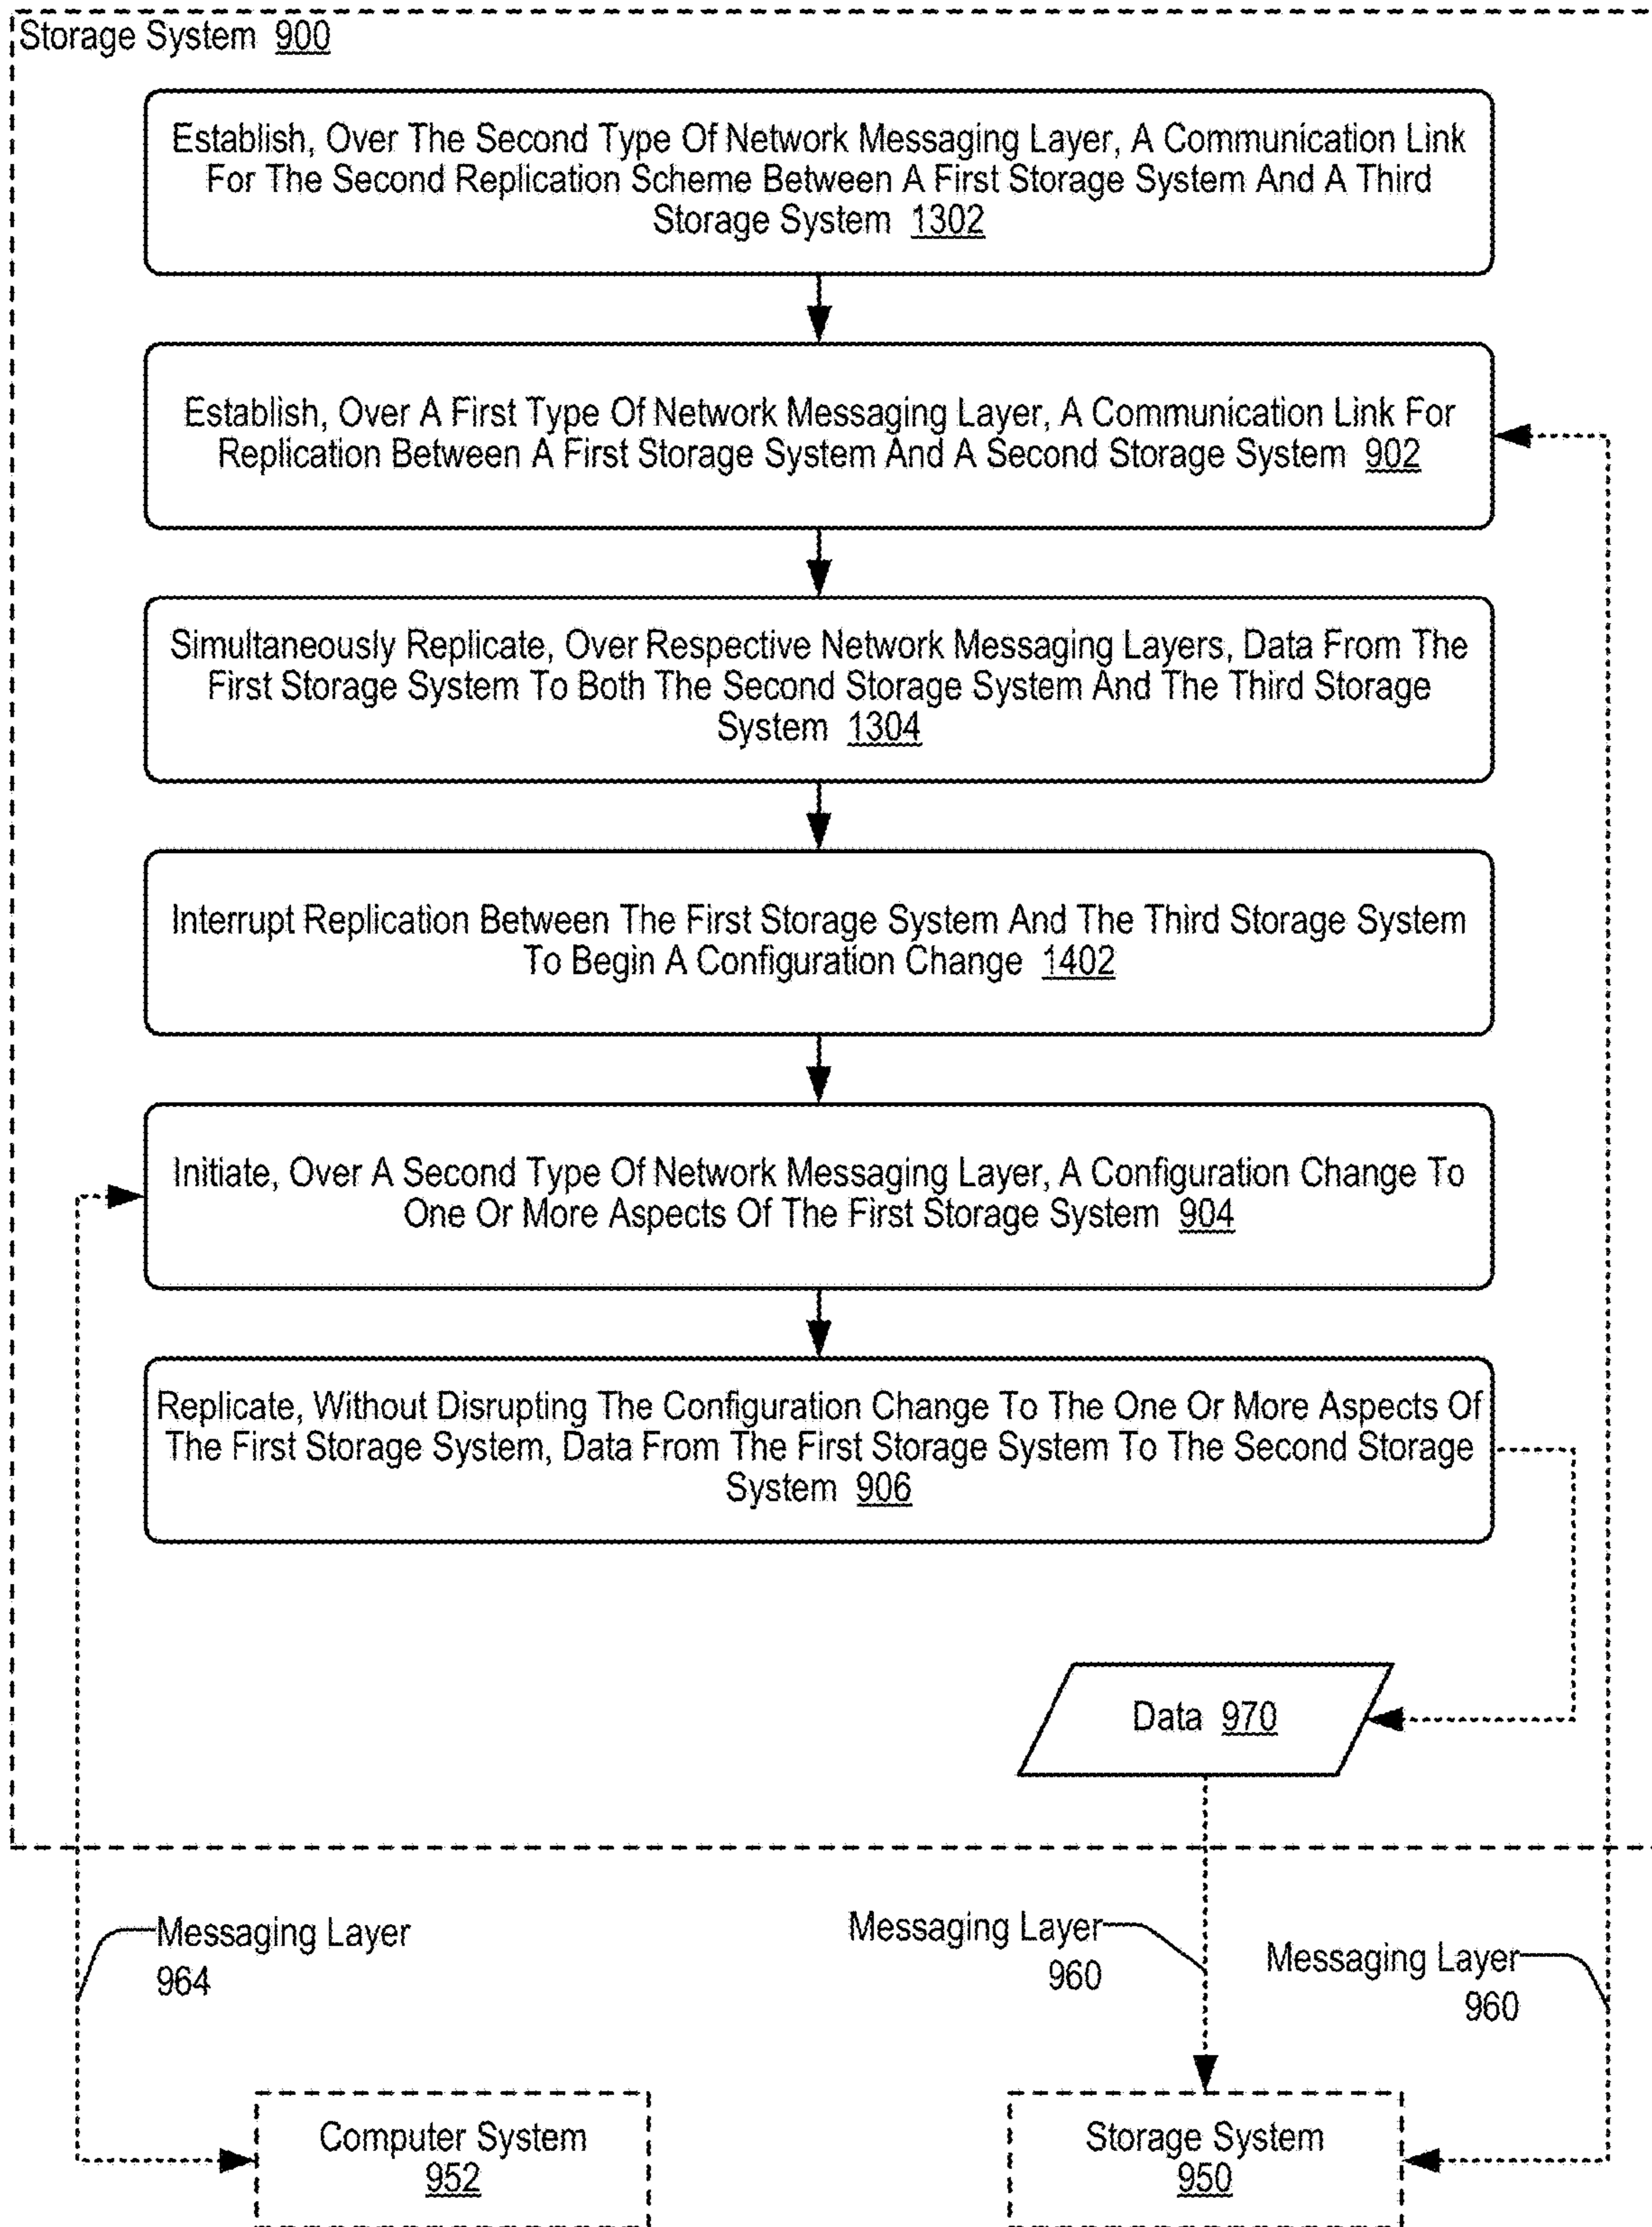 Storage System 900
Establish, Over The Second Type Of Network Messaging Layer, A Communication Link
For The Second Replication Scheme Between A First Storage System And A Third
Storage System 1302
Establish, Over A First Type Of Network Messaging Layer, A Communication Link For
Replication Between A First Storage System And A Second Storage System 902
Simultaneously Replicate, Over Respective Network Messaging Layers, Data From The
First Storage System To Both The Second Storage System And The Third Storage
System 1304
Interrupt Replication Between The First Storage System And The Third Storage System
To Begin A Configuration Change 1402
Initiate, Over A Second Type Of Network Messaging Layer, A Configuration Change To
One Or More Aspects Of The First Storage System 904
Replicate, Without Disrupting The Configuration Change To The One Or More Aspects Of
The First Storage System, Data From The First Storage System To The Second Storage
System 906
Data 970
Messaging Layer
964
Messaging Layer
960
Messaging Layer
960
Computer System
952
Storage System
950